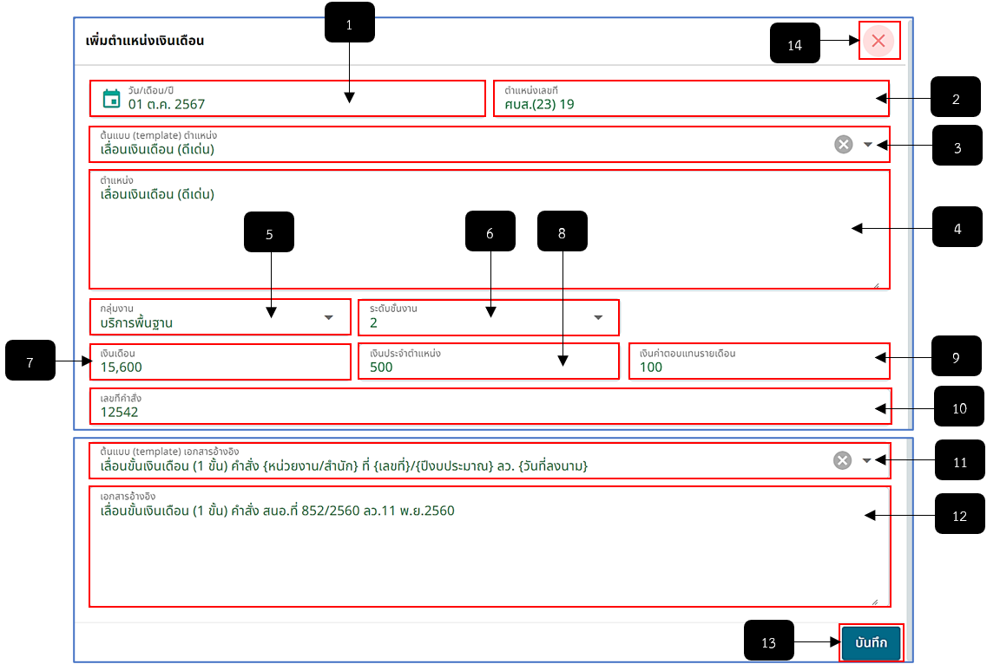 1
เพิ่มตำแหน่งเงินเดือน
14
วัน/เดือน/ปี
01 ต.ค. 2567
ตำแหน่งเลขที่
ศบส.(23) 19
2
ต้นแบบ (template) ตำแหน่ง
เลื่อนเงินเดือน (ดีเด่น)
3
ตำแหน่ง
เลื่อนเงินเดือน (ดีเด่น)
4
5
6
8
กลุ่มงาน
บริการพื้นฐาน
ระดับชั้นงาน
2
7
เงินเดือน
15,600
เงินประจำตำแหน่ง
500
เงินค่าตอบแทนรายเดือน
100
9
เลขที่คำสั่ง
12542
10
ต้นแบบ (template) เอกสารอ้างอิง
เลื่อนขั้นเงินเดือน (1 ขั้น) คำสั่ง {หน่วยงาน/สำนัก} ที่ {เลขที่}/{ปีงบประมาณ} ลว. {วันที่ลงนาม}
11
เอกสารอ้างอิง
เลื่อนขั้นเงินเดือน (1 ขั้น) คำสั่ง สนอ.ที่ 852/2560 ลว.11 พ.ย.2560
12
13
บันทึก